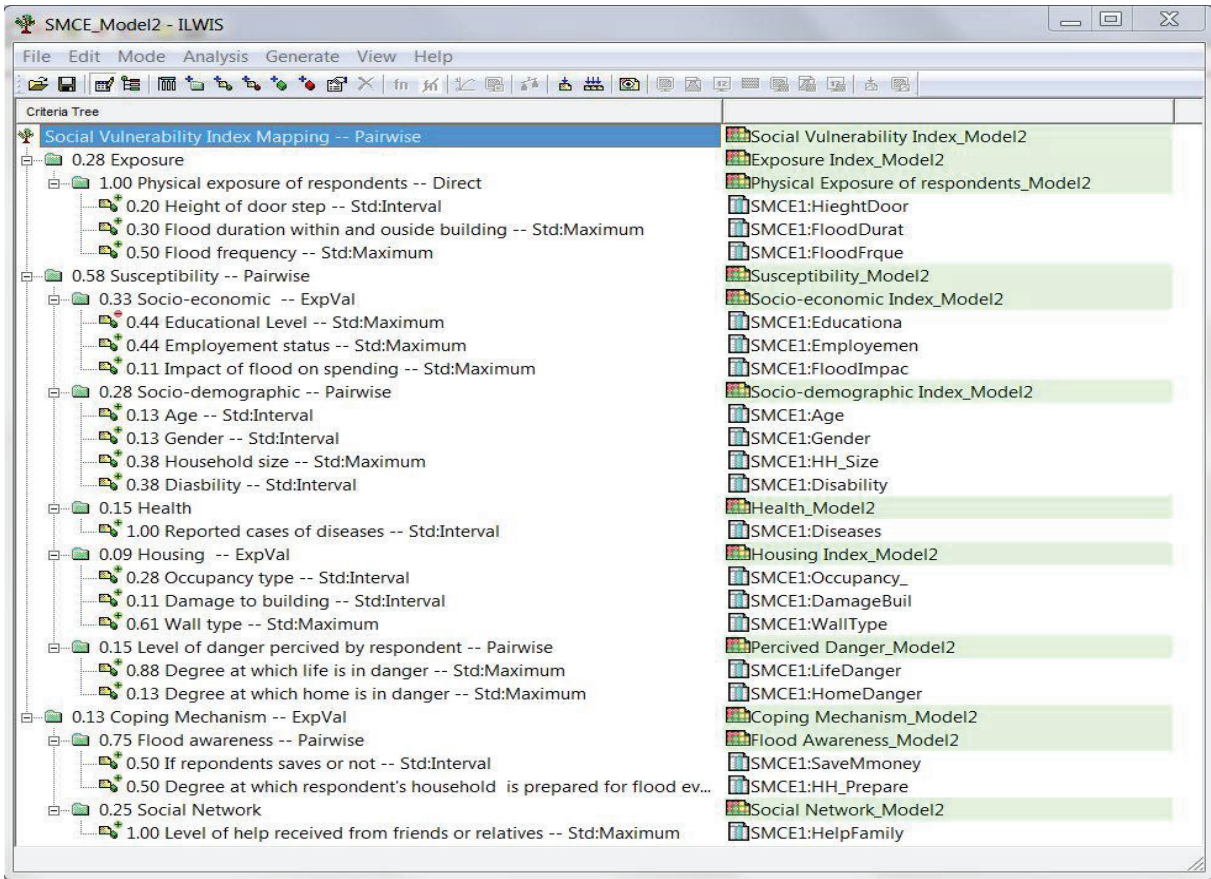 SMCE_Model2 - ILWIS
File Edit Mode Analysis Generate View Help
fn fn
12
Criteria Tree
Social Vulnerability Index Mapping -- Pairwise Social Vulnerability Index_Model2
0.28 Exposure Exposure Index_Model2
1.00 Physical exposure of respondents -- Direct Physical Exposure of respondents_Model2
0.20 Height of door step -- Std:Interval SMCE1:HieghtDoor
0.30 Flood duration within and ouside building -- Std:Maximum SMCE1:FloodDurat
0.50 Flood frequency -- Std:Maximum SMCE1:FloodFrque
0.58 Susceptibility -- Pairwise Susceptibility_Model2
0.33 Socio-economic -- ExpVal Socio-economic Index_Model2
0.44 Educational Level -- Std:Maximum SMCE1:Educationa
0.44 Employement status -- Std:Maximum SMCE1:Employemen
0.11 Impact of flood on spending -- Std:Maximum SMCE1:FloodImpac
0.28 Socio-demographic -- Pairwise Socio-demographic Index_Model2
0.13 Age -- Std:Interval SMCE1:Age
0.13 Gender -- Std:Interval SMCE1:Gender
0.38 Household size -- Std:Maximum SMCE1:HH_Size
0.38 Diasbility -- Std:Interval SMCE1:Disability
0.15 Health Health_Model2
1.00 Reported cases of diseases -- Std:Interval SMCE1:Diseases
0.09 Housing -- ExpVal Housing Index_Model2
0.28 Occupancy type -- Std:Interval SMCE1:Occupancy_
0.11 Damage to building -- Std:Interval SMCE1:DamageBuil
0.61 Wall type -- Std:Maximum SMCE1:WallType
0.15 Level of danger percived by respondent -- Pairwise Percived Danger_Model2
0.88 Degree at which life is in danger -- Std:Maximum SMCE1:LifeDanger
0.13 Degree at which home is in danger -- Std:Maximum SMCE1:HomeDanger
0.13 Coping Mechanism -- ExpVal Coping Mechanism_Model2
0.75 Flood awareness -- Pairwise Flood Awareness_Model2
0.50 If repondents saves or not -- Std:Interval SMCE1:SaveMmoney
0.50 Degree at which respondent's household is prepared for flood ev... SMCE1:HH_Prepare
0.25 Social Network Social Network_Model2
1.00 Level of help received from friends or relatives -- Std:Maximum SMCE1:HelpFamily